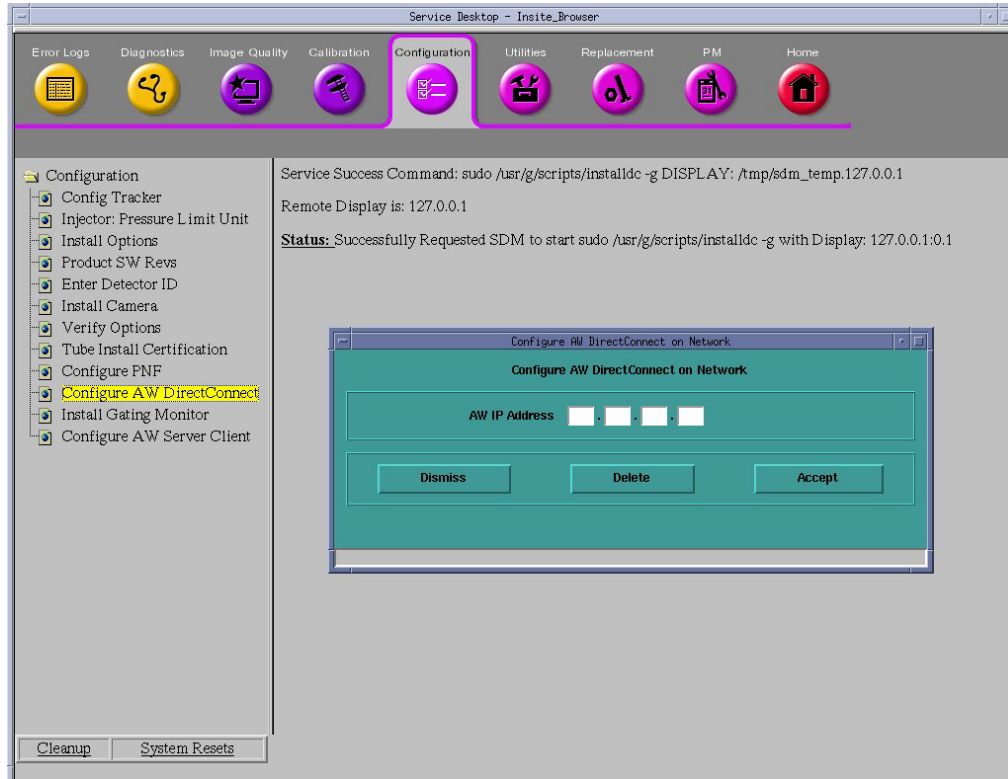 Service Desktop - Insite_Browser
Error Logs Diagnostics Image Quality Calibration Configuration Utilities Replacement PM Home
Configuration
Config Tracker
Injector: Pressure Limit Unit
Install Options
Product SW Revs
Enter Detector ID
Install Camera
Verify Options
Tube Install Certification
Configure PNF
Configure AW DirectConnect
Install Gating Monitor
Configure AW Server Client
Cleanup System Resets
Service Success Command: sudo /usr/g/scripts/installdc -g DISPLAY: /tmp/sdm_temp.127.0.0.1
Remote Display is: 127.0.0.1
Status: Successfully Requested SDM to start sudo /usr/g/scripts/installdc -g with Display: 127.0.0.1:0.1
Configure AW DirectConnect on Network
Configure AW DirectConnect on Network
AW IP Address . . .
Dismiss Delete Accept